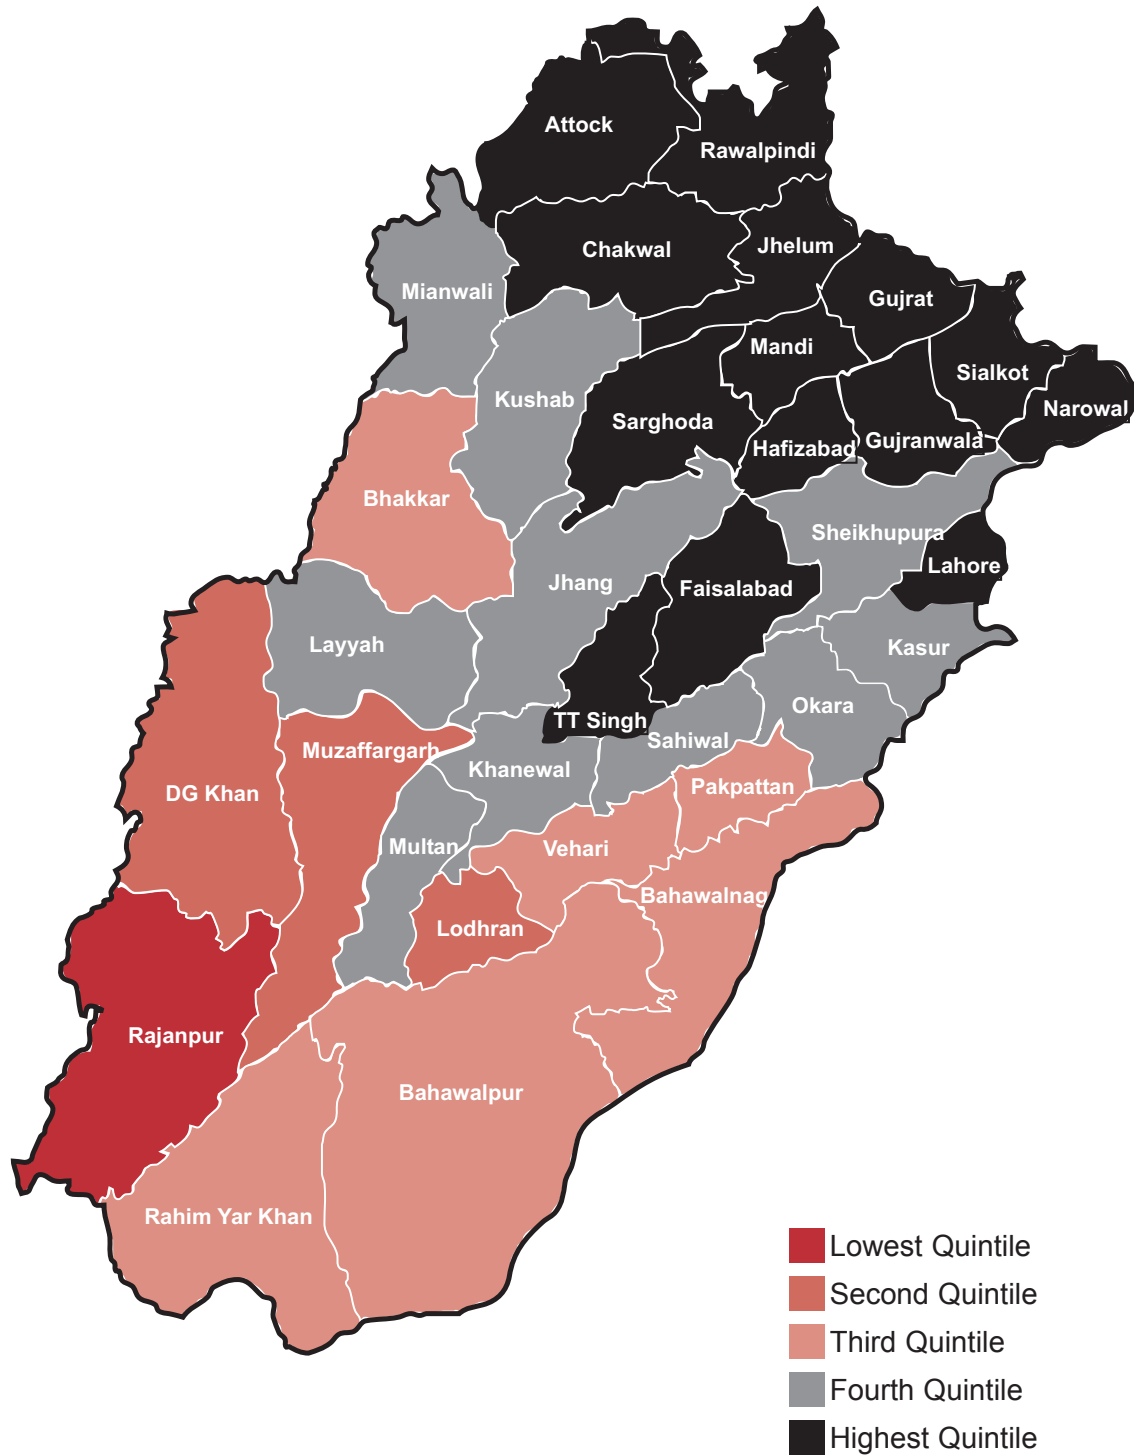 Attock
Rawalpindi
Chakwal
Jhelum
Mianwali
Gujrat
Mandi
Sialkot
Kushab
Narowal
Sarghoda
Hafizabad
Gujranwala
Bhakkar
Sheikhupura
Lahore
Jhang
Faisalabad
Layyah
Kasur
Okara
TT Singh
Sahiwal
Muzaffargarh
Khanewal
Pakpattan
DG Khan
Multan
Vehari
Bahawalnag
Lodhran
Rajanpur
Bahawalpur
Rahim Yar Khan
Lowest Quintile
Second Quintile
Third Quintile
Fourth Quintile
Highest Quintile